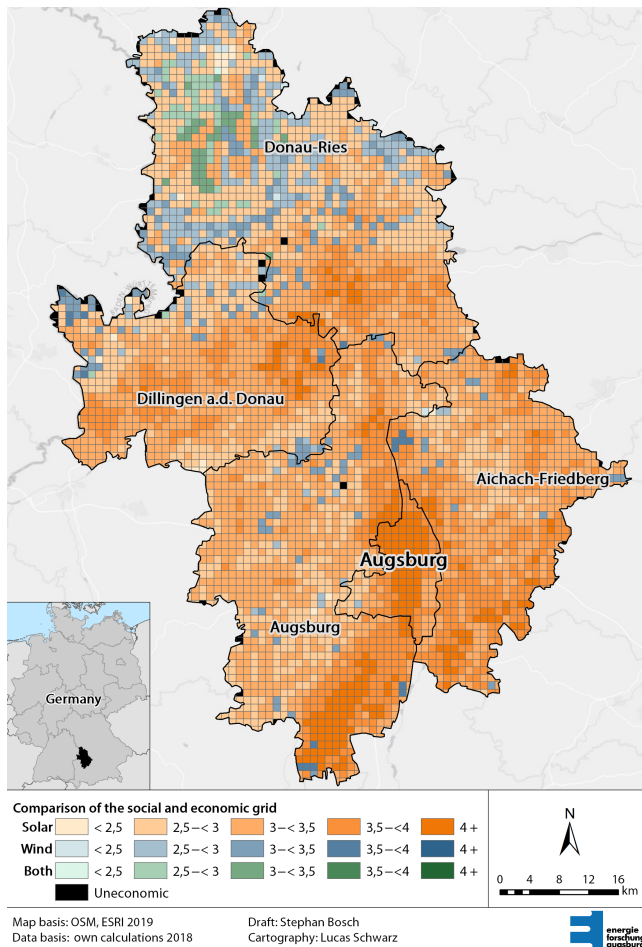 Donau-Ries
Dillingen a.d. Donau
Aichach-Friedberg
Augsburg
Augsburg
Germany
Comparison of the social and economic grid
Solar < 2,5 2,5–< 3 3–< 3,5 3,5–<4 4 +
Wind < 2,5 2,5–< 3 3–< 3,5 3,5–<4 4 +
Both < 2,5 2,5–< 3 3–< 3,5 3,5–<4 4 +
Uneconomic
N
0 4 8 12 16
km
Map basis: OSM, ESRI 2019 Draft: Stephan Bosch
Data basis: own calculations 2018 Cartography: Lucas Schwarz
energie
forschung
augsburg